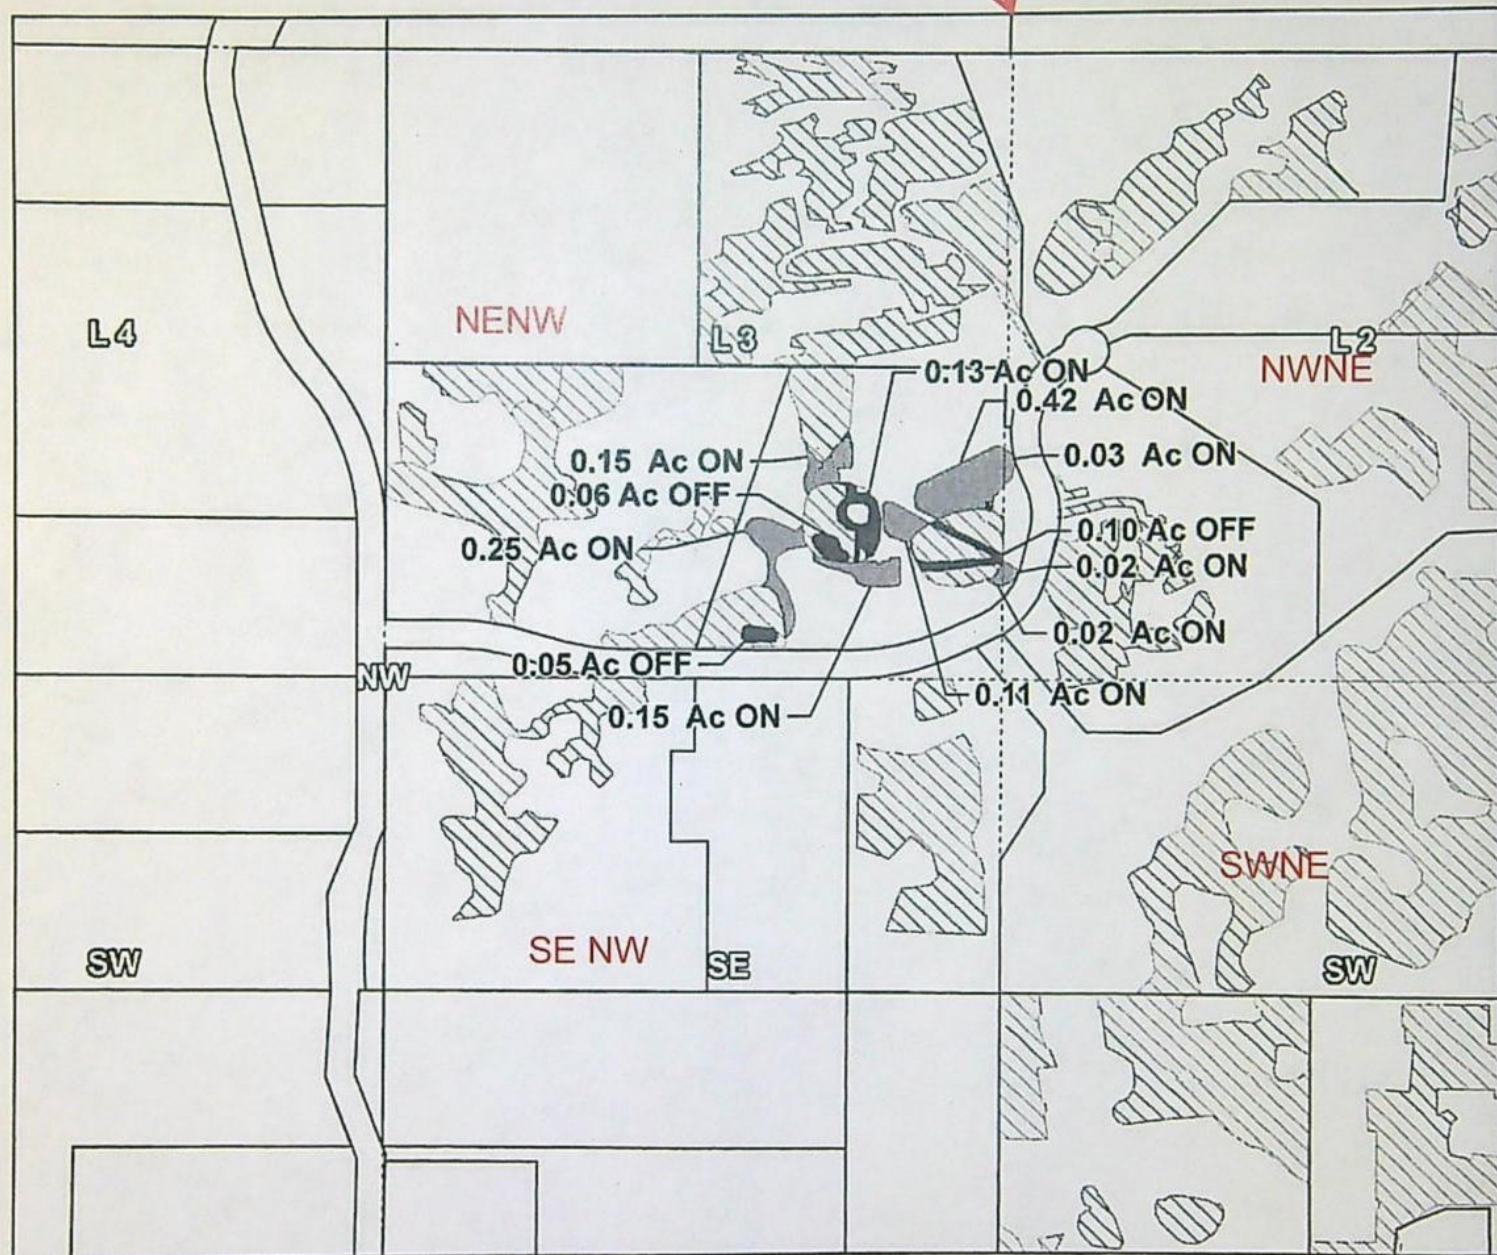 L 4
NENW
L 3
L 2
NWNE
0.13 Ac ON
0.42 Ac ON
0.15 Ac ON
0.03 Ac ON
0.06 Ac OFF
0.10 Ac OFF
0.25 Ac ON
0.02 Ac ON
0.02 Ac ON
0.05 Ac OFF
NW
0.11 Ac ON
0.15 Ac ON
SWNE
SE NW
SW
SE
SW